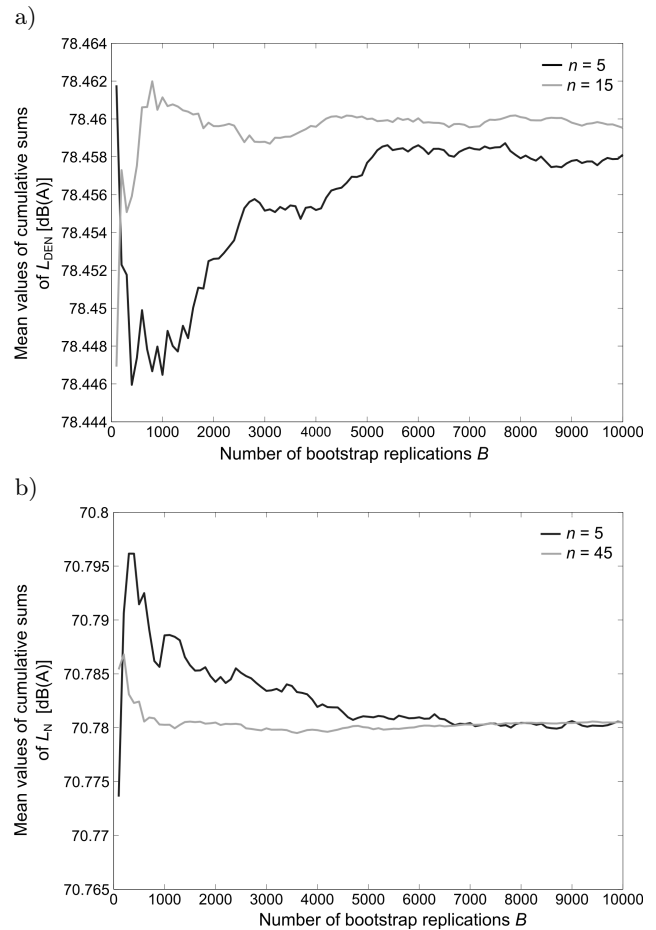 a)
78.464
78.462
78.46
78.458
78.456
78.454
78.452
78.45
78.448
78.446
78.444
Mean values of cumulative sums
of L_DEN [dB(A)]
n = 5
n = 15
0 1000 2000 3000 4000 5000 6000 7000 8000 9000 10000
Number of bootstrap replications B
b)
70.8
70.795
70.79
70.785
70.78
70.775
70.77
70.765
Mean values of cumulative sums
of L_N [dB(A)]
n = 5
n = 45
0 1000 2000 3000 4000 5000 6000 7000 8000 9000 10000
Number of bootstrap replications B